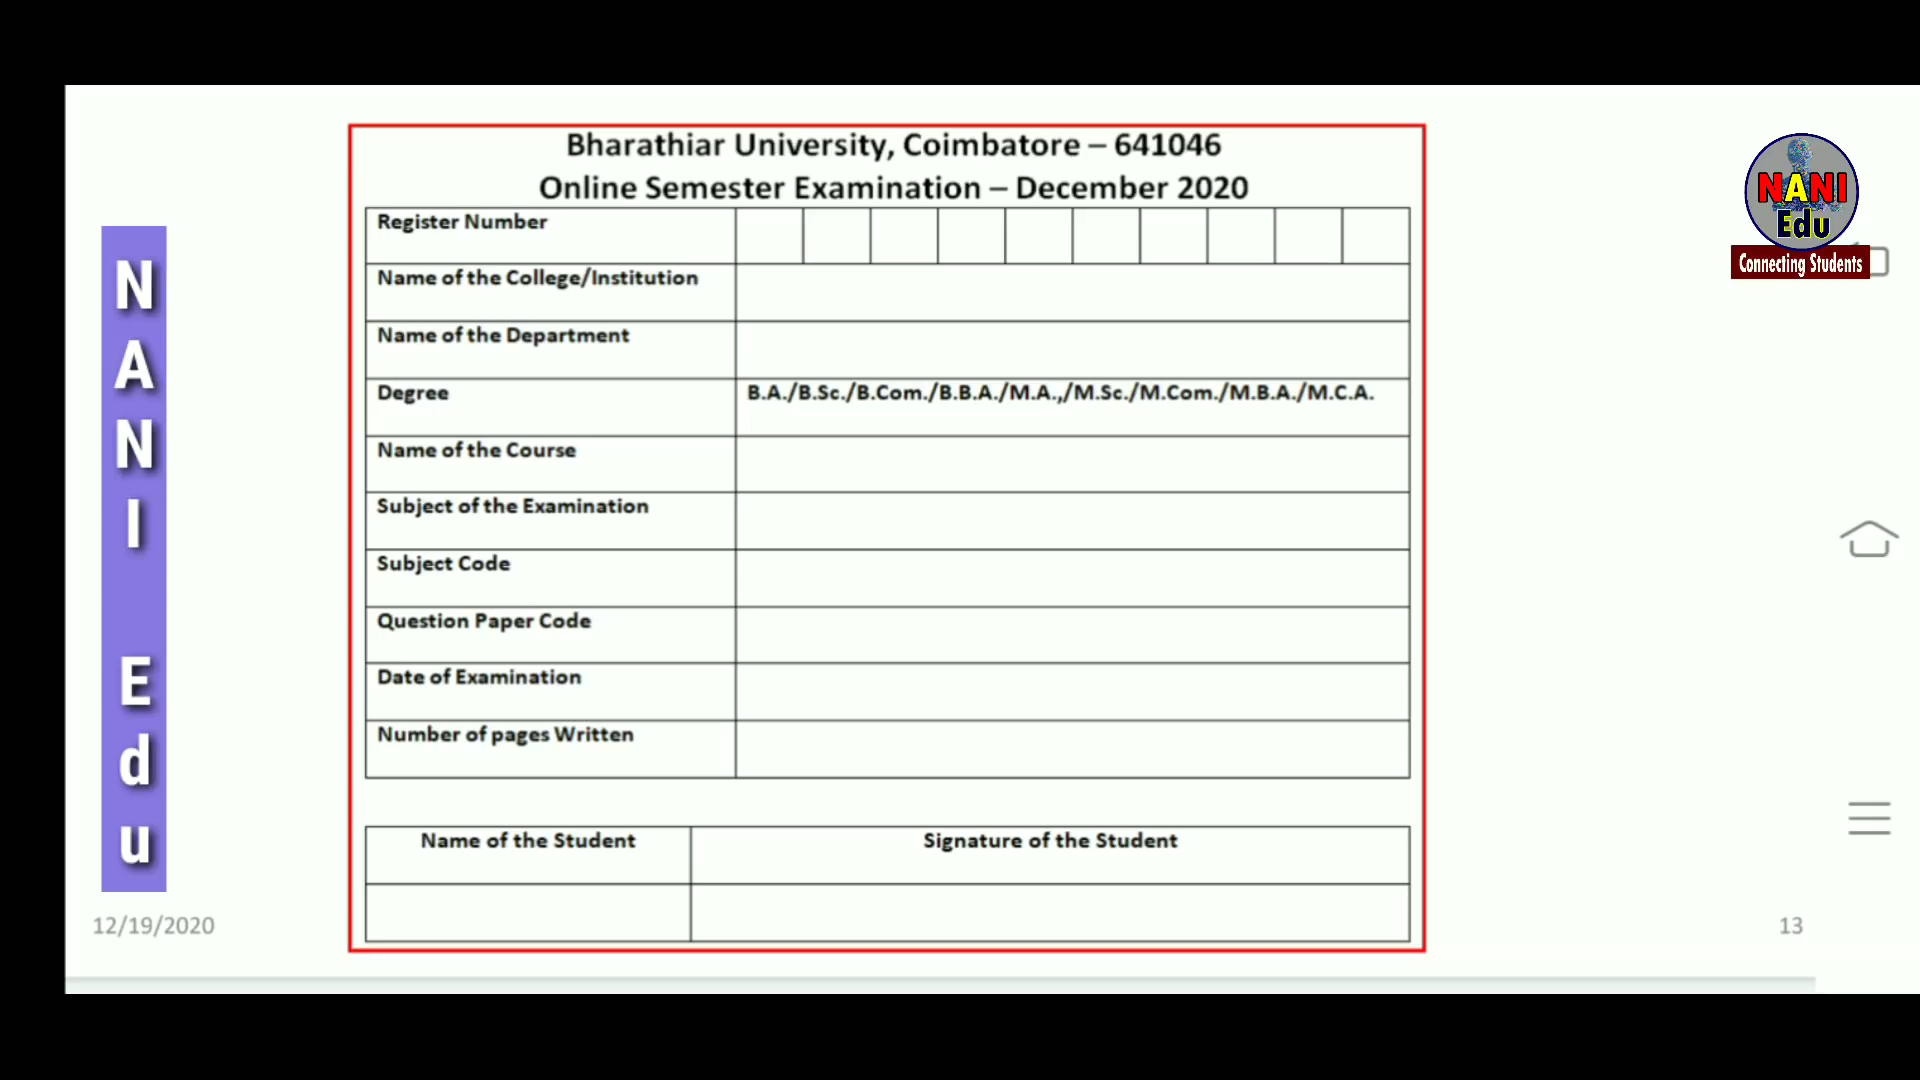 Bharathiar University, Coimbatore – 641046
Online Semester Examination – December 2020
Register Number
Name of the College/Institution
Name of the Department
Degree B.A./B.Sc./B.Com./B.B.A./M.A.,/M.Sc./M.Com./M.B.A./M.C.A.
Name of the Course
Subject of the Examination
Subject Code
Question Paper Code
Date of Examination
Number of pages Written
Name of the Student Signature of the Student
NANI Edu
12/19/2020
13
NANI
Edu
Connecting Students